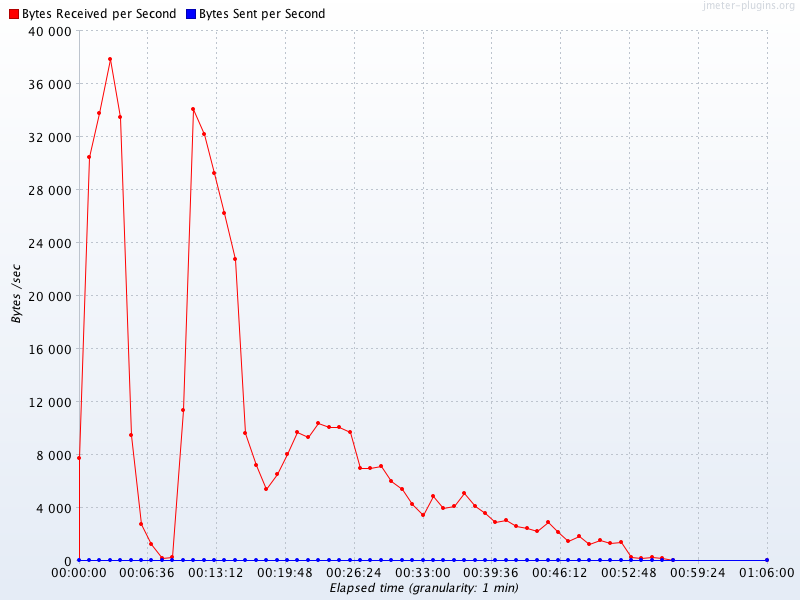 jmeter-plugins.org
Bytes Received per Second Bytes Sent per Second
40 000
36 000
32 000
28 000
24 000
20 000
16 000
12 000
8 000
4 000
0
Bytes /sec
00:00:00 00:06:36 00:13:12 00:19:48 00:26:24 00:33:00 00:39:36 00:46:12 00:52:48 00:59:24 01:06:00
Elapsed time (granularity: 1 min)